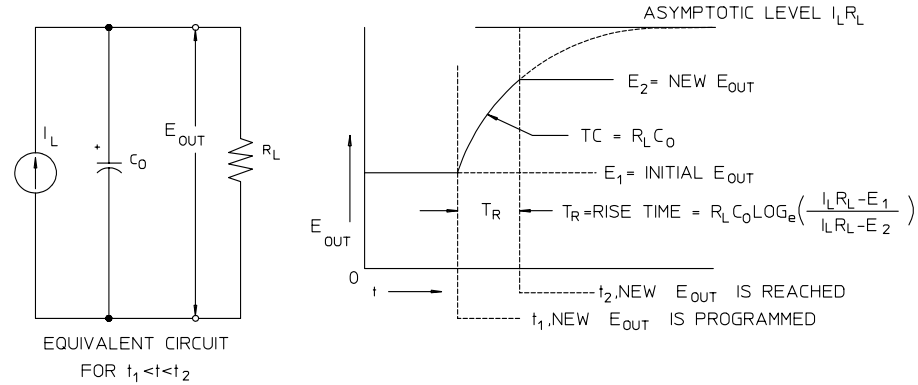 I_L
+
C_O
E_OUT
R_L
EQUIVALENT CIRCUIT
FOR t_1<t<t_2
ASYMPTOTIC LEVEL I_LR_L
E_2= NEW E_OUT
TC = R_LC_O
E_1= INITIAL E_OUT
T_R
T_R=RISE TIME = R_LC_OLOG_e(I_LR_L-E_1/I_LR_L-E_2)
E_OUT
O
t
t_2,NEW E_OUT IS REACHED
t_1,NEW E_OUT IS PROGRAMMED